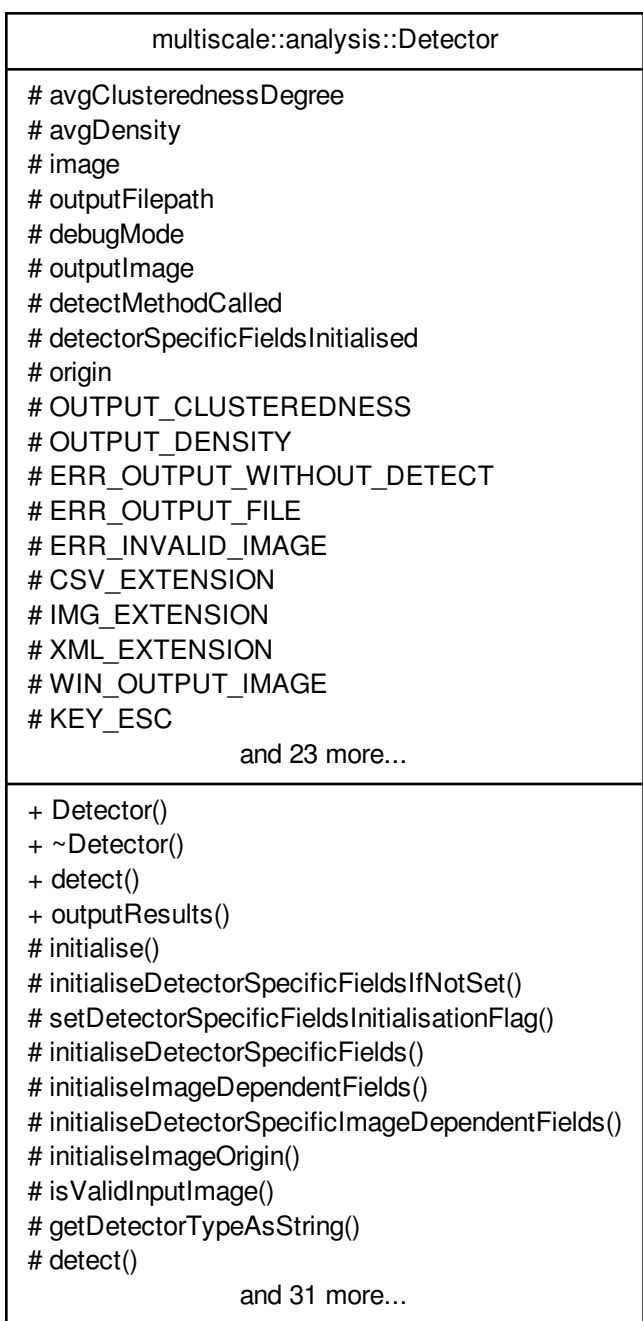 multiscale::analysis::Detector
# avgClusterednessDegree
# avgDensity
# image
# outputFilepath
# debugMode
# outputImage
# detectMethodCalled
# detectorSpecificFieldsInitialised
# origin
# OUTPUT_CLUSTEREDNESS
# OUTPUT_DENSITY
# ERR_OUTPUT_WITHOUT_DETECT
# ERR_OUTPUT_FILE
# ERR_INVALID_IMAGE
# CSV_EXTENSION
# IMG_EXTENSION
# XML_EXTENSION
# WIN_OUTPUT_IMAGE
# KEY_ESC
and 23 more...
+ Detector()
+ ~Detector()
+ detect()
+ outputResults()
# initialise()
# initialiseDetectorSpecificFieldsIfNotSet()
# setDetectorSpecificFieldsInitialisationFlag()
# initialiseDetectorSpecificFields()
# initialiseImageDependentFields()
# initialiseDetectorSpecificImageDependentFields()
# initialiseImageOrigin()
# isValidInputImage()
# getDetectorTypeAsString()
# detect()
and 31 more...